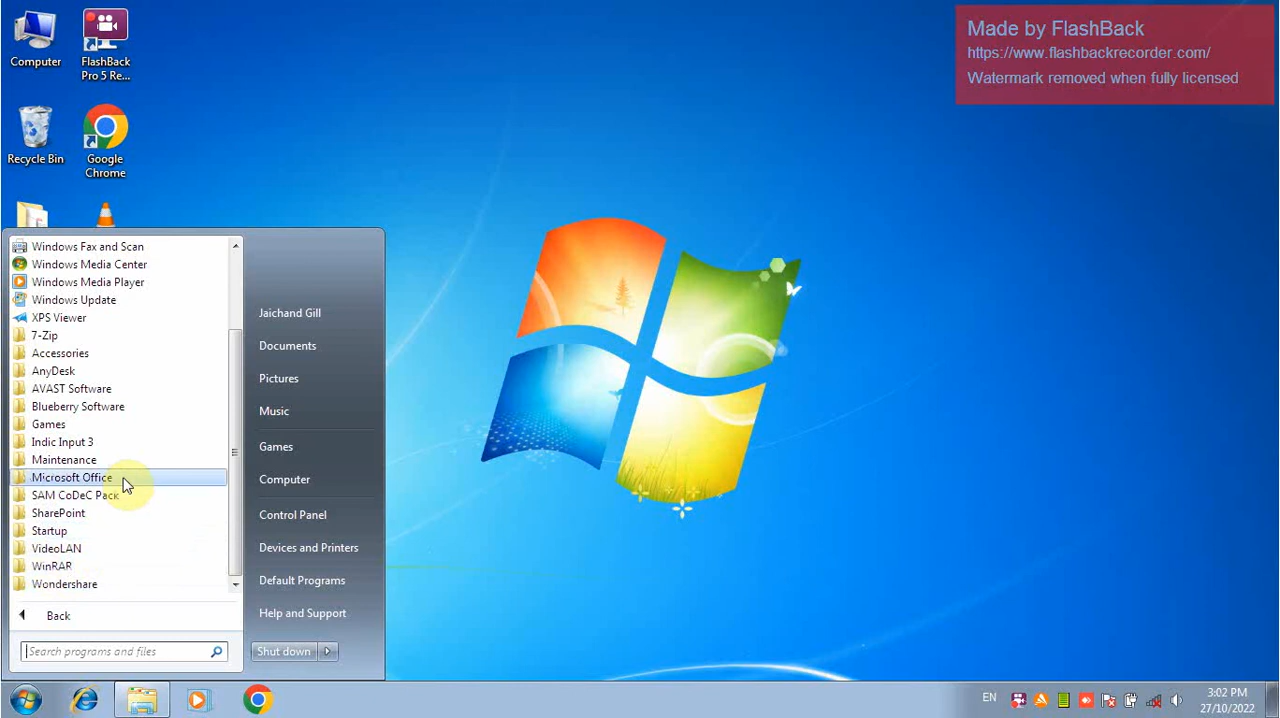 Computer
FlashBack
Pro 5 Re...
Recycle Bin
Google
Chrome
Made by FlashBack
https://www.flashbackrecorder.com/
Watermark removed when fully licensed
Windows Fax and Scan
Windows Media Center
Windows Media Player
Windows Update
XPS Viewer
7-Zip
Accessories
AnyDesk
AVAST Software
Blueberry Software
Games
Indic Input 3
Maintenance
Microsoft Office
SAM CoDeC Pack
SharePoint
Startup
VideoLAN
WinRAR
Wondershare
Back
Search programs and files
Jaichand Gill
Documents
Pictures
Music
Games
Computer
Control Panel
Devices and Printers
Default Programs
Help and Support
Shut down
EN
3:02 PM
27/10/2022